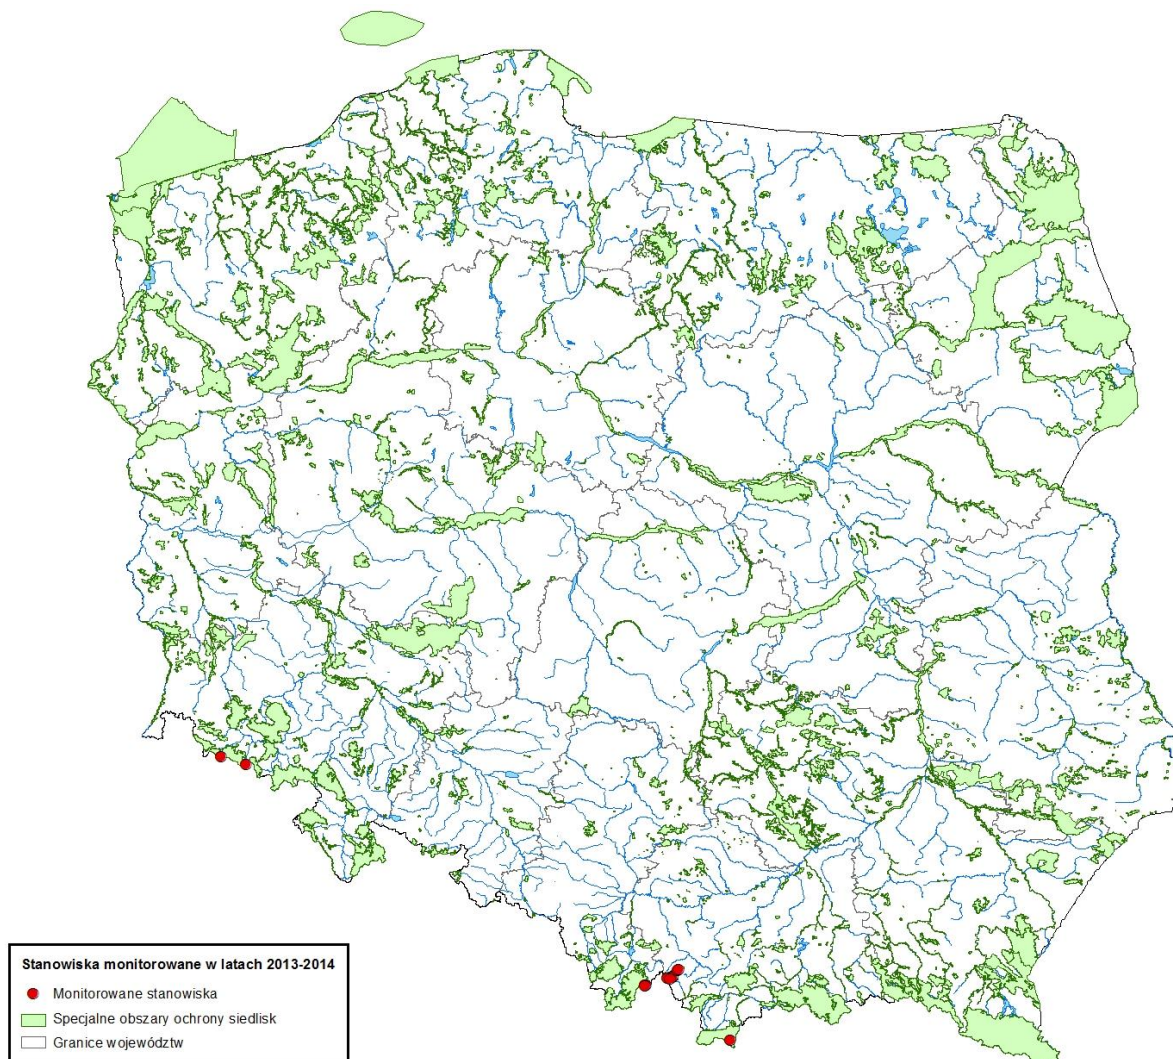 Stanowiska monitorowane w latach 2013-2014
Monitorowane stanowiska
Specjalne obszary ochrony siedlisk
Granice województw